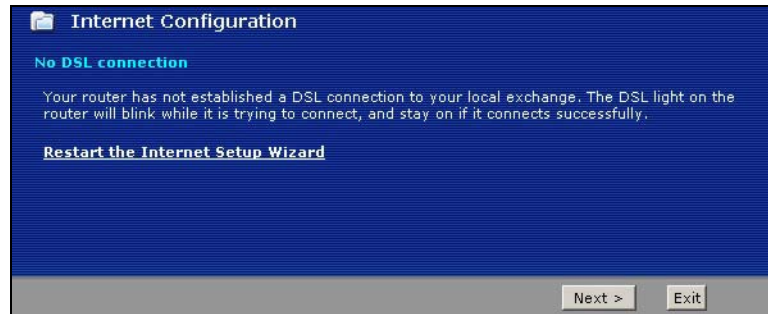 Internet Configuration
No DSL connection
Your router has not established a DSL connection to your local exchange. The DSL light on the
router will blink while it is trying to connect, and stay on if it connects successfully.
Restart the Internet Setup Wizard
Next > Exit